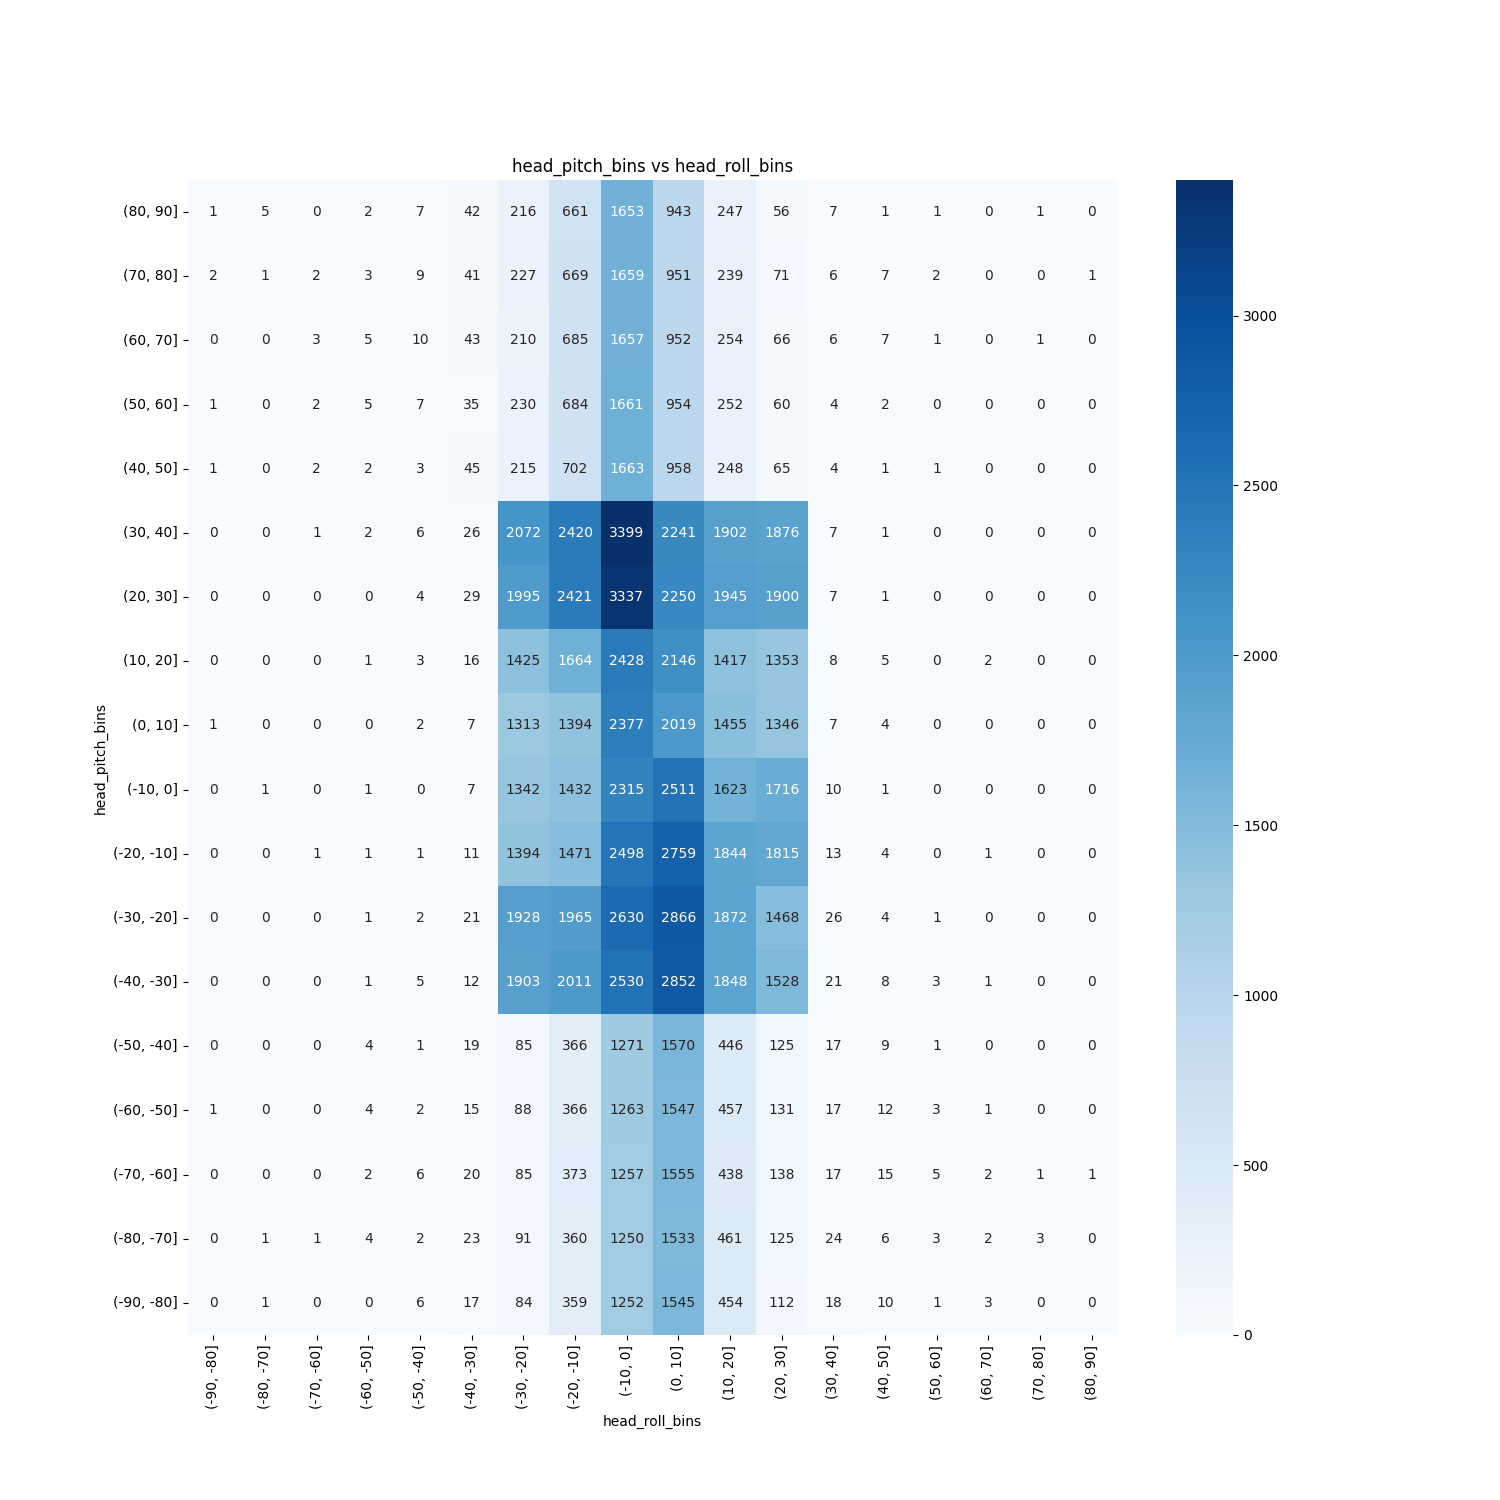 head_pitch_bins vs head_roll_bins
(80, 90] 1 5 0 2 7 42 216 661 1653 943 247 56 7 1 1 0 1 0
(70, 80] 2 1 2 3 9 41 227 669 1659 951 239 71 6 7 2 0 0 1
(60, 70] 0 0 3 5 10 43 210 685 1657 952 254 66 6 7 1 0 1 0
(50, 60] 1 0 2 5 7 35 230 684 1661 954 252 60 4 2 0 0 0 0
(40, 50] 1 0 2 2 3 45 215 702 1663 958 248 65 4 1 1 0 0 0
(30, 40] 0 0 1 2 6 26 2072 2420 3399 2241 1902 1876 7 1 0 0 0 0
(20, 30] 0 0 0 0 4 29 1995 2421 3337 2250 1945 1900 7 1 0 0 0 0
(10, 20] 0 0 0 1 3 16 1425 1664 2428 2146 1417 1353 8 5 0 2 0 0
(0, 10] 1 0 0 0 2 7 1313 1394 2377 2019 1455 1346 7 4 0 0 0 0
(-10, 0] 0 1 0 1 0 7 1342 1432 2315 2511 1623 1716 10 1 0 0 0 0
(-20, -10] 0 0 1 1 1 11 1394 1471 2498 2759 1844 1815 13 4 0 1 0 0
(-30, -20] 0 0 0 1 2 21 1928 1965 2630 2866 1872 1468 26 4 1 0 0 0
(-40, -30] 0 0 0 1 5 12 1903 2011 2530 2852 1848 1528 21 8 3 1 0 0
(-50, -40] 0 0 0 4 1 19 85 366 1271 1570 446 125 17 9 1 0 0 0
(-60, -50] 1 0 0 4 2 15 88 366 1263 1547 457 131 17 12 3 1 0 0
(-70, -60] 0 0 0 2 6 20 85 373 1257 1555 438 138 17 15 5 2 1 1
(-80, -70] 0 1 1 4 2 23 91 360 1250 1533 461 125 24 6 3 2 3 0
(-90, -80] 0 1 0 0 6 17 84 359 1252 1545 454 112 18 10 1 3 0 0
(-90, -80] (-80, -70] (-70, -60] (-60, -50] (-50, -40] (-40, -30] (-30, -20] (-20, -10] (-10, 0] (0, 10] (10, 20] (20, 30] (30, 40] (40, 50] (50, 60] (60, 70] (70, 80] (80, 90]
head_roll_bins
head_pitch_bins
3000
2500
2000
1500
1000
500
0